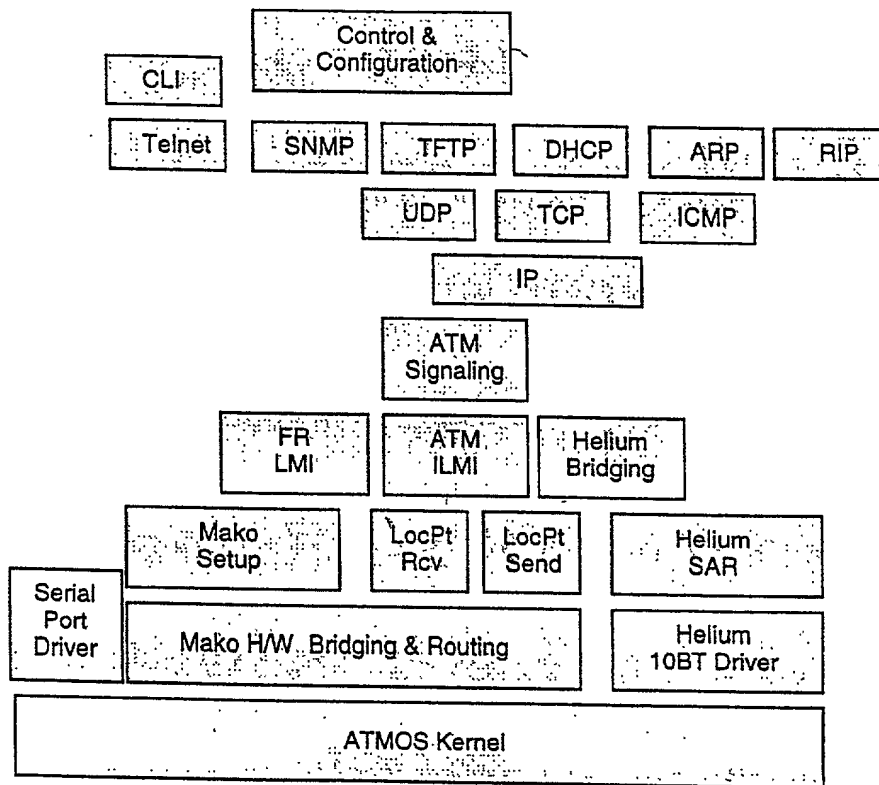 Control &
Configuration
CLI
Telnet
SNMP
TFTP
DHCP
ARP
RIP
UDP
TCP
ICMP
IP
ATM
Signaling
FR
LMI
ATM
ILMI
Helium
Bridging
Mako
Setup
LocPt
Rcv
LocPt
Send
Helium
SAR
Serial
Port
Driver
Mako H/W Bridging & Routing
Helium
10BT Driver
ATMOS Kernel